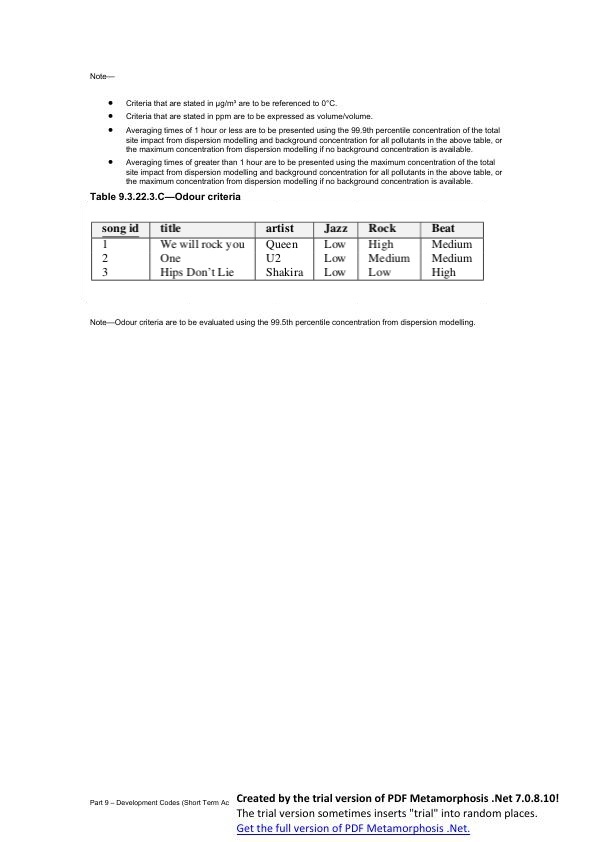 Note—
● Criteria that are stated in µg/m³ are to be referenced to 0°C.
● Criteria that are stated in ppm are to be expressed as volume/volume.
● Averaging times of 1 hour or less are to be presented using the 99.9th percentile concentration of the total
site impact from dispersion modelling and background concentration for all pollutants in the above table, or
the maximum concentration from dispersion modelling if no background concentration is available.
● Averaging times of greater than 1 hour are to be presented using the maximum concentration of the total
site impact from dispersion modelling and background concentration for all pollutants in the above table, or
the maximum concentration from dispersion modelling if no background concentration is available.
Table 9.3.22.3.C—Odour criteria
song id title artist Jazz Rock Beat
1 We will rock you Queen Low High Medium
2 One U2 Low Medium Medium
3 Hips Don't Lie Shakira Low Low High
Note—Odour criteria are to be evaluated using the 99.5th percentile concentration from dispersion modelling.
Part 9 – Development Codes (Short Term Ac
Created by the trial version of PDF Metamorphosis .Net 7.0.8.10!
The trial version sometimes inserts "trial" into random places.
Get the full version of PDF Metamorphosis .Net.